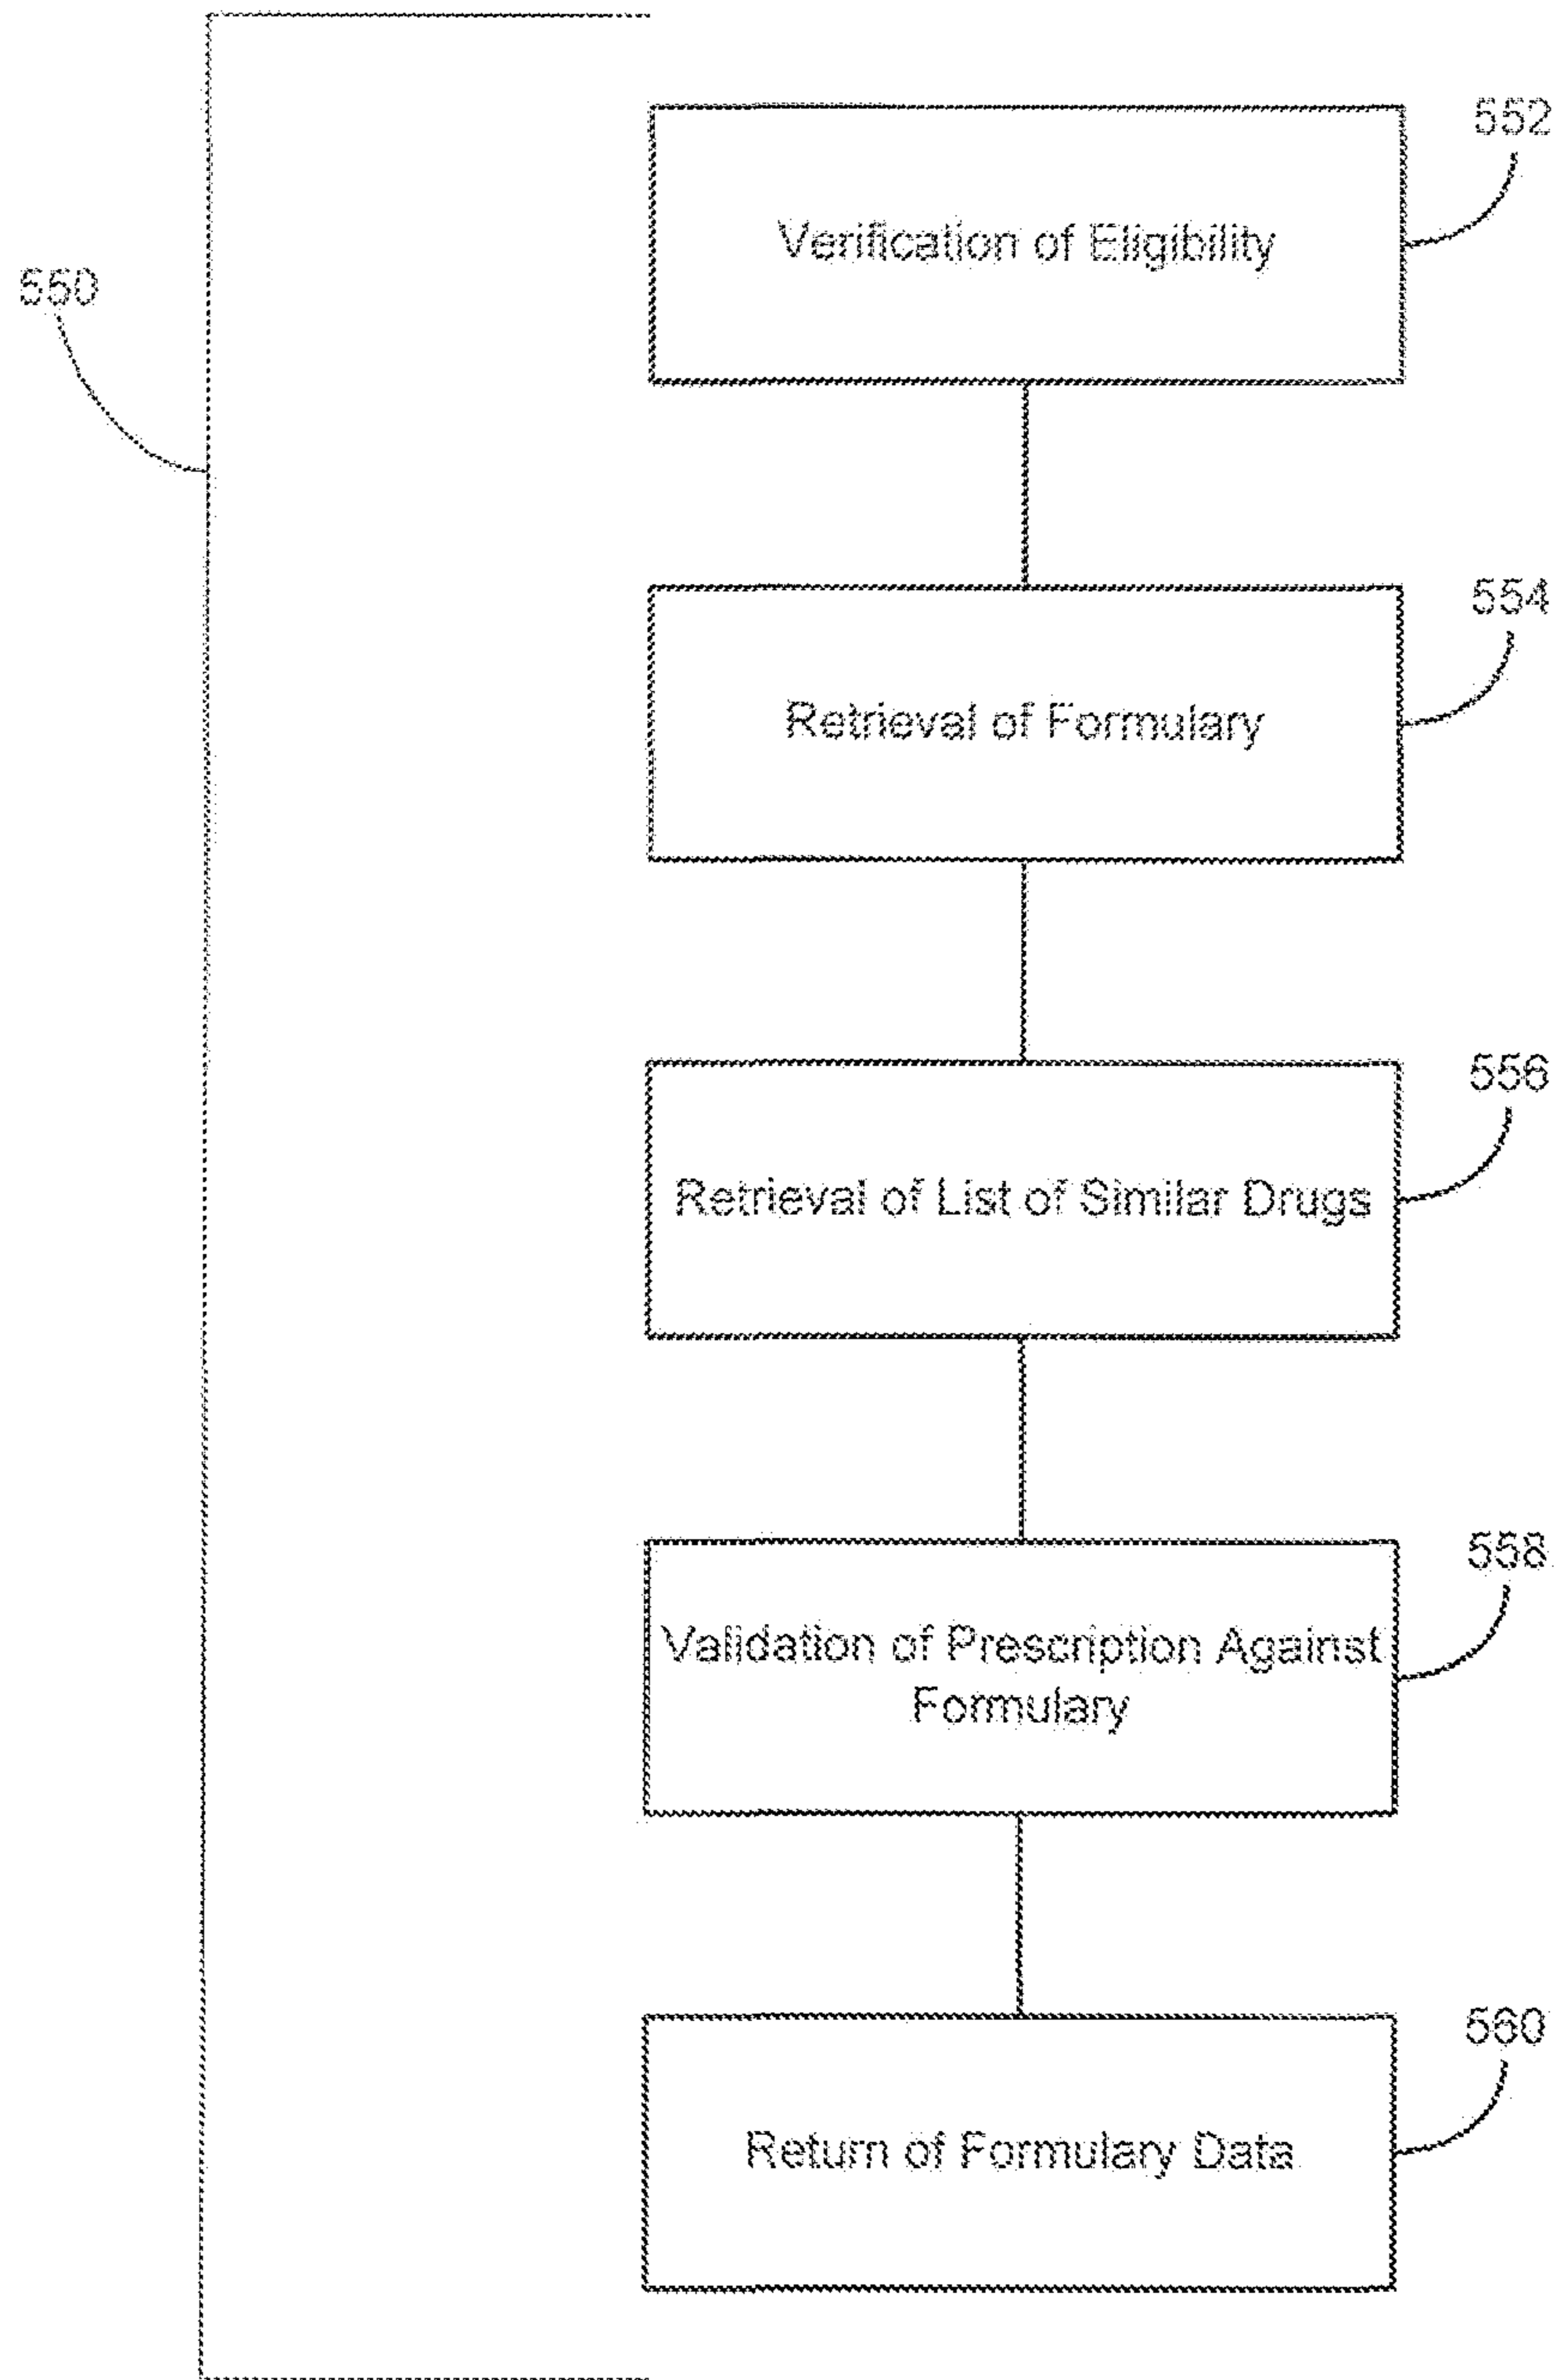 552
Verification of Eligibility
550
554
Retrieval of Formulary
556
Retrieval of List of Similar Drugs
558
Validation of Prescription Against
Formulary
560
Return of Formulary Data